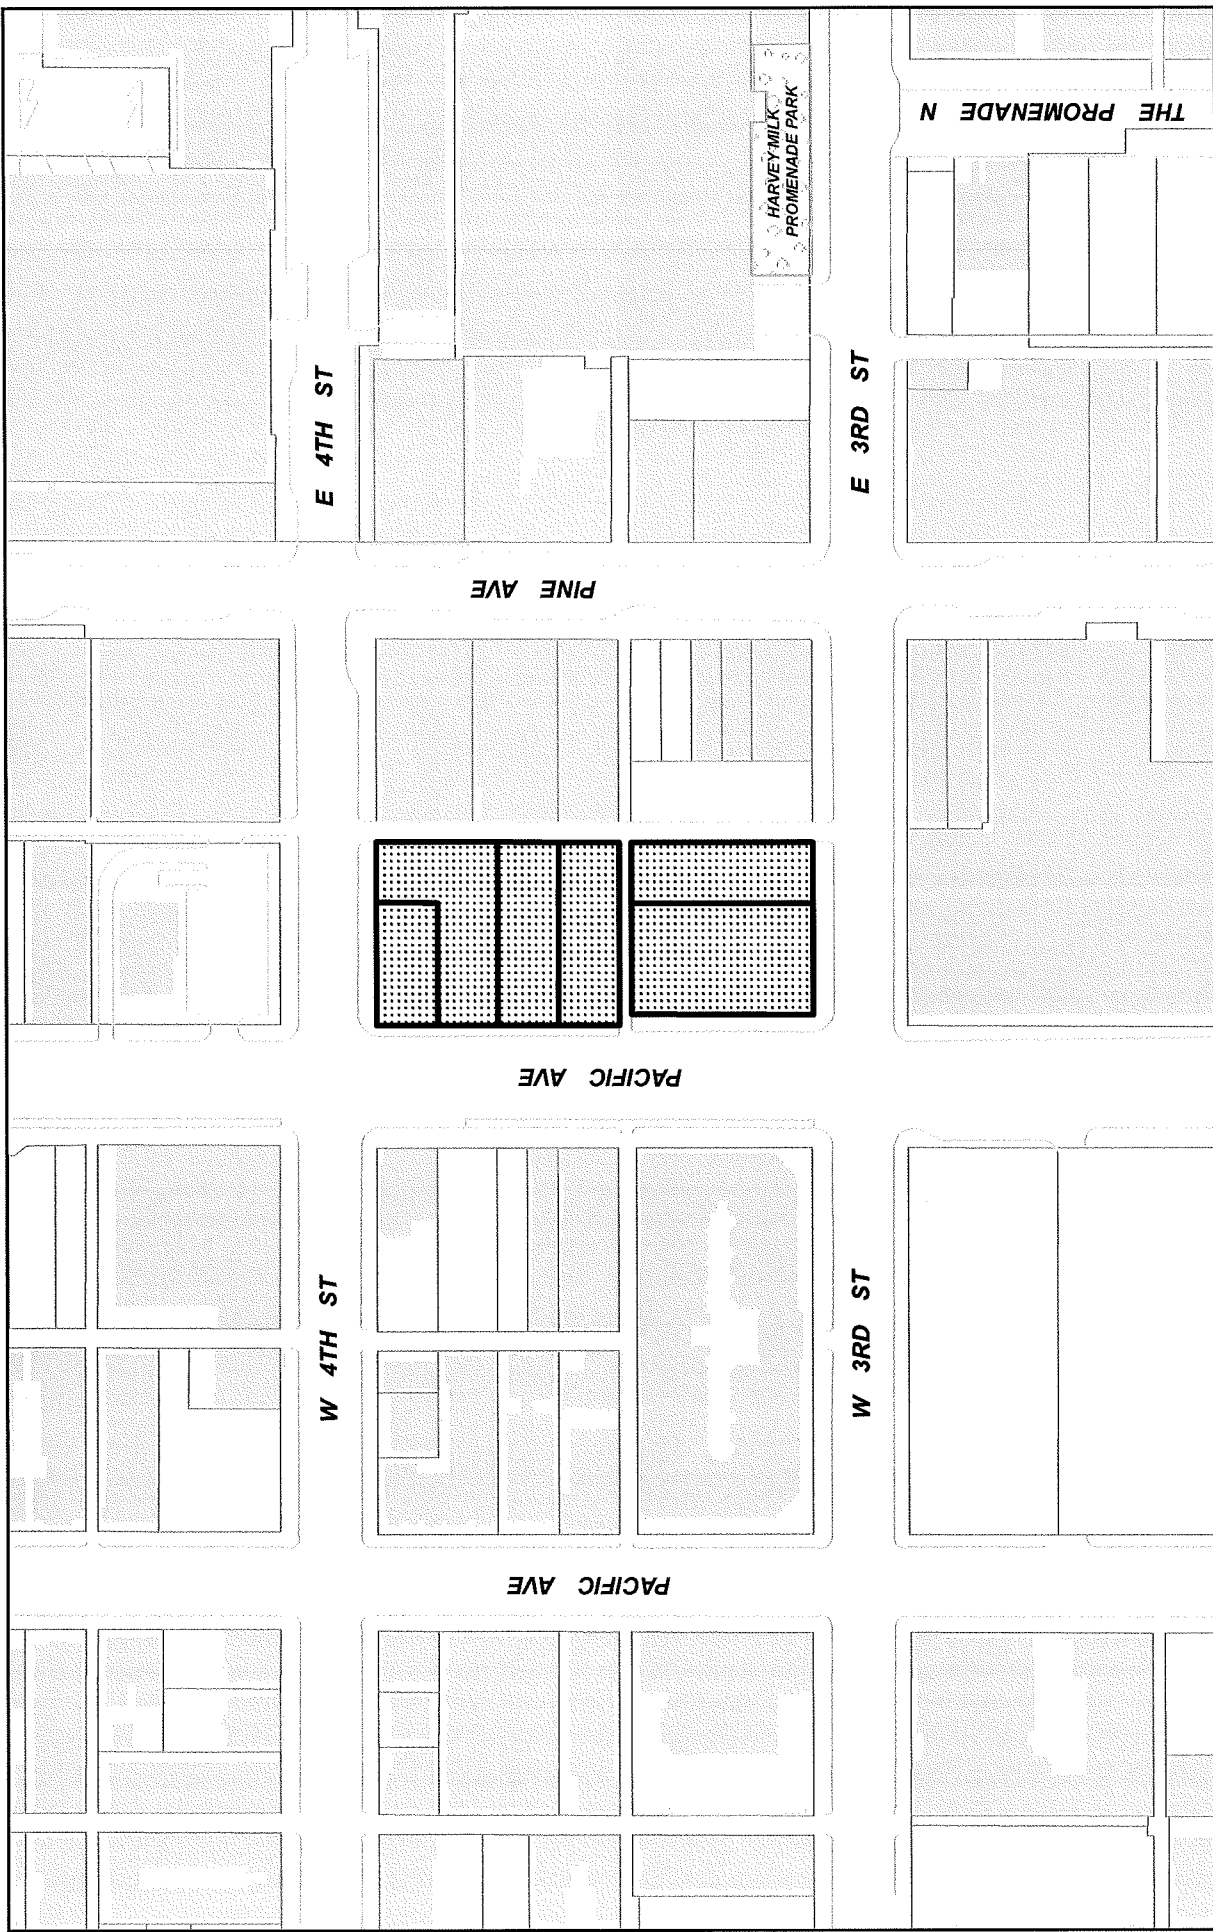 THE PROMENADE N
HARVEY MILK
PROMENADE PARK
E 4TH ST
E 3RD ST
PINE AVE
PACIFIC AVE
W 4TH ST
W 3RD ST
PACIFIC AVE